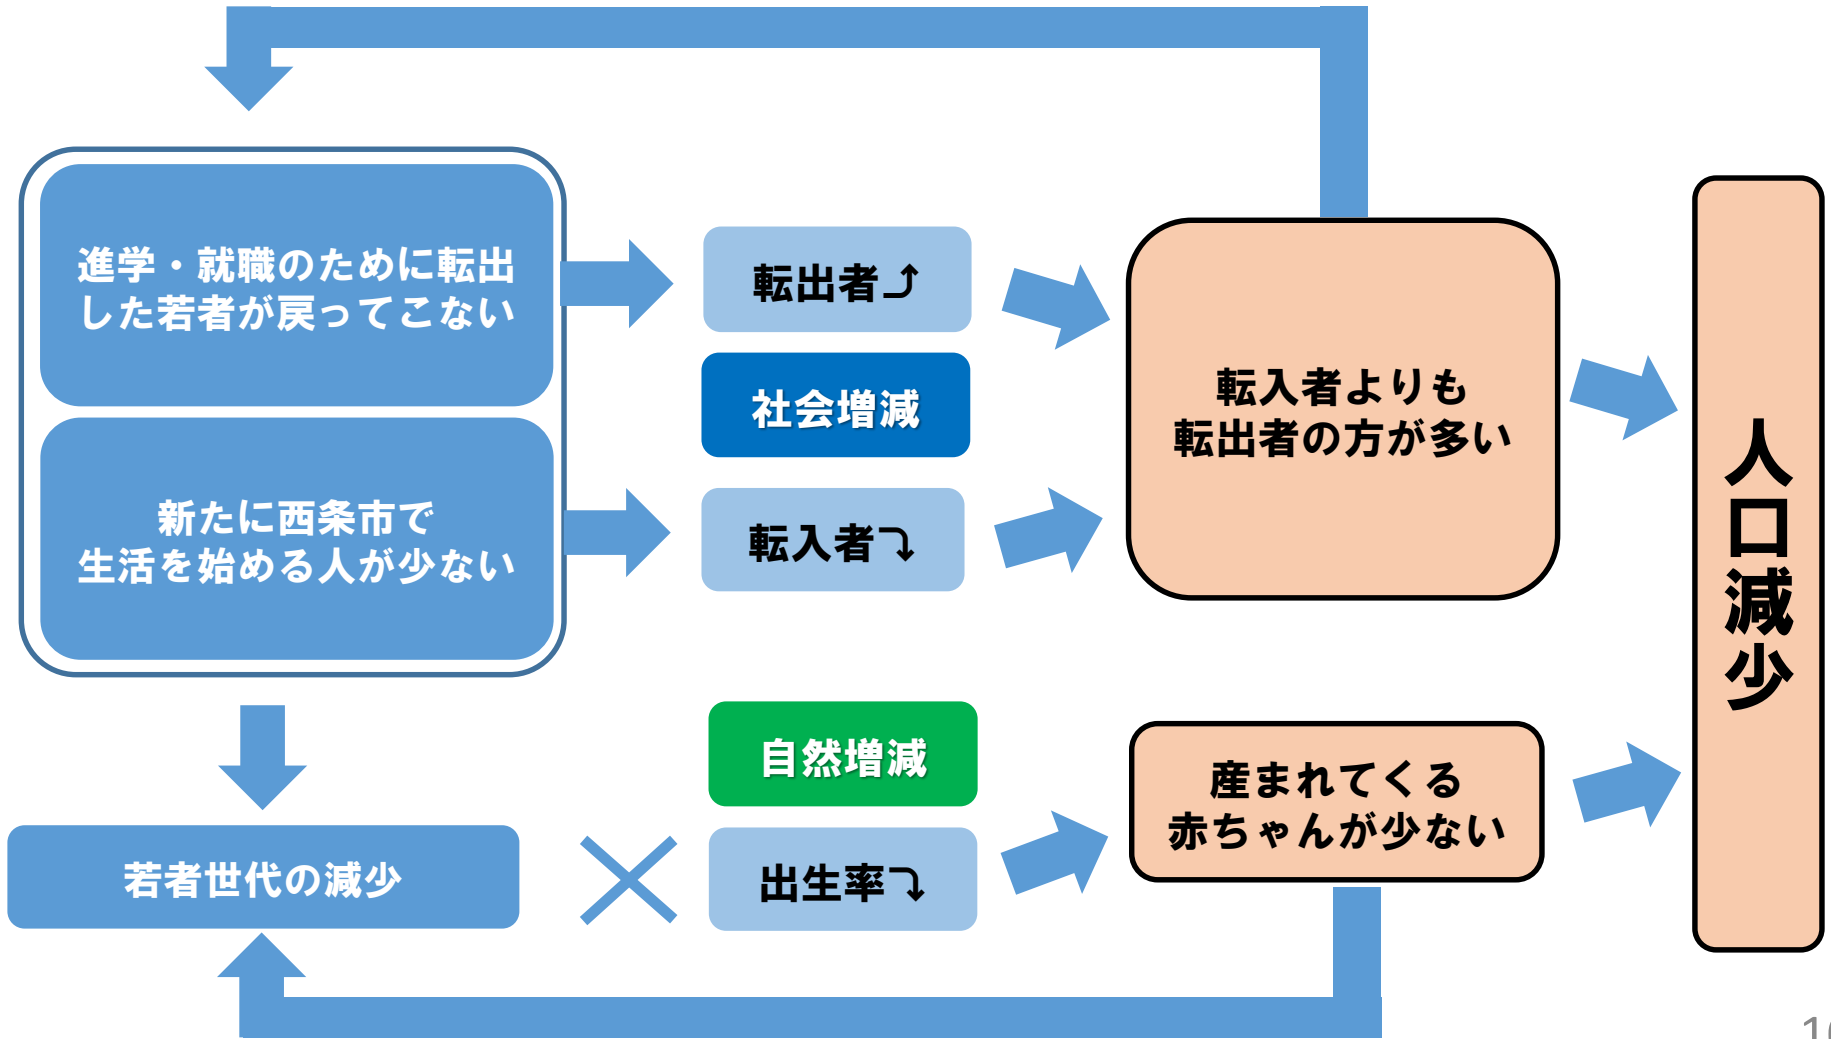 進学・就職のために転出
した若者が戻ってこない
新たに西条市で
生活を始める人が少ない
転出者⤴
社会増減
転入者⤵
転入者よりも
転出者の方が多い
人口減少
自然増減
若者世代の減少
出生率⤵
産まれてくる
赤ちゃんが少ない